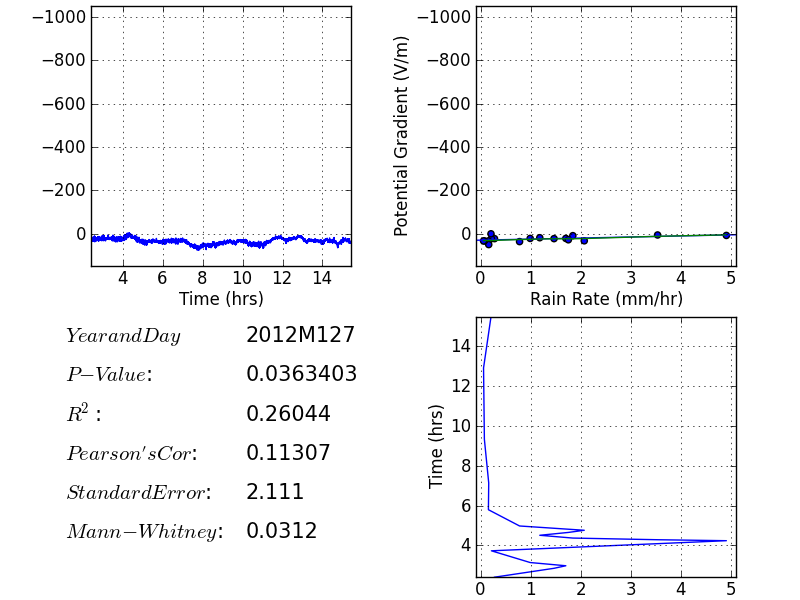 −1000
−800
−600
−400
−200
0
4 6 8 10 12 14
Time (hrs)
Potential Gradient (V/m)
−1000
−800
−600
−400
−200
0
0 1 2 3 4 5
Rain Rate (mm/hr)
YearandDay 2012M127
P−Value: 0.0363403
R² : 0.26044
Pearson′sCor: 0.11307
StandardError: 2.111
Mann−Whitney: 0.0312
Time (hrs)
14
12
10
8
6
4
0 1 2 3 4 5